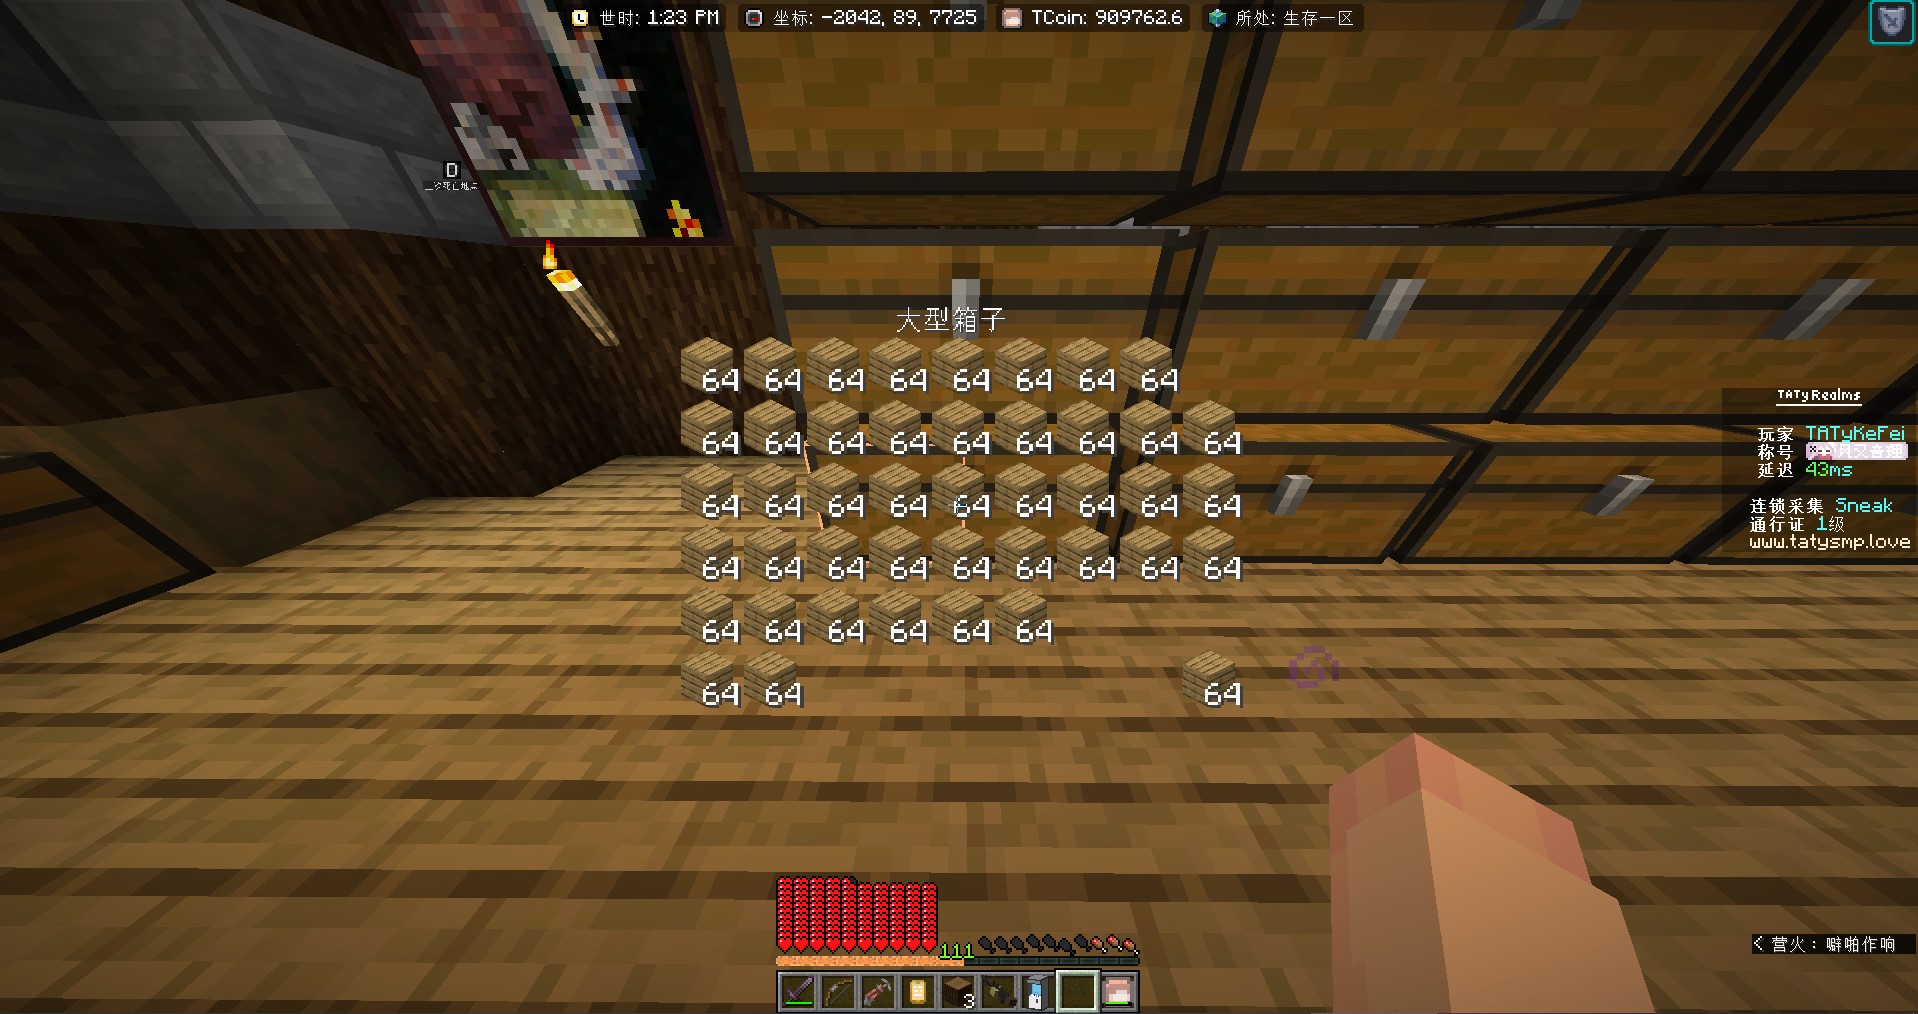 世时: 1:23 PM
坐标: -2042, 89, 7725
TCoin: 909762.6
所处: 生存一区
D
大型箱子
64 64 64 64 64 64 64 64
64 64 64 64 64 64 64 64 64
64 64 64 64 64 64 64 64 64
64 64 64 64 64 64 64 64 64
64 64 64 64 64 64
64 64 64
TATy Realms
玩家 TATyKeFei
称号
延迟 43ms
连锁采集 Sneak
通行证 1级
www.tatysmp.love
< 营火：噼啪作响
111
3